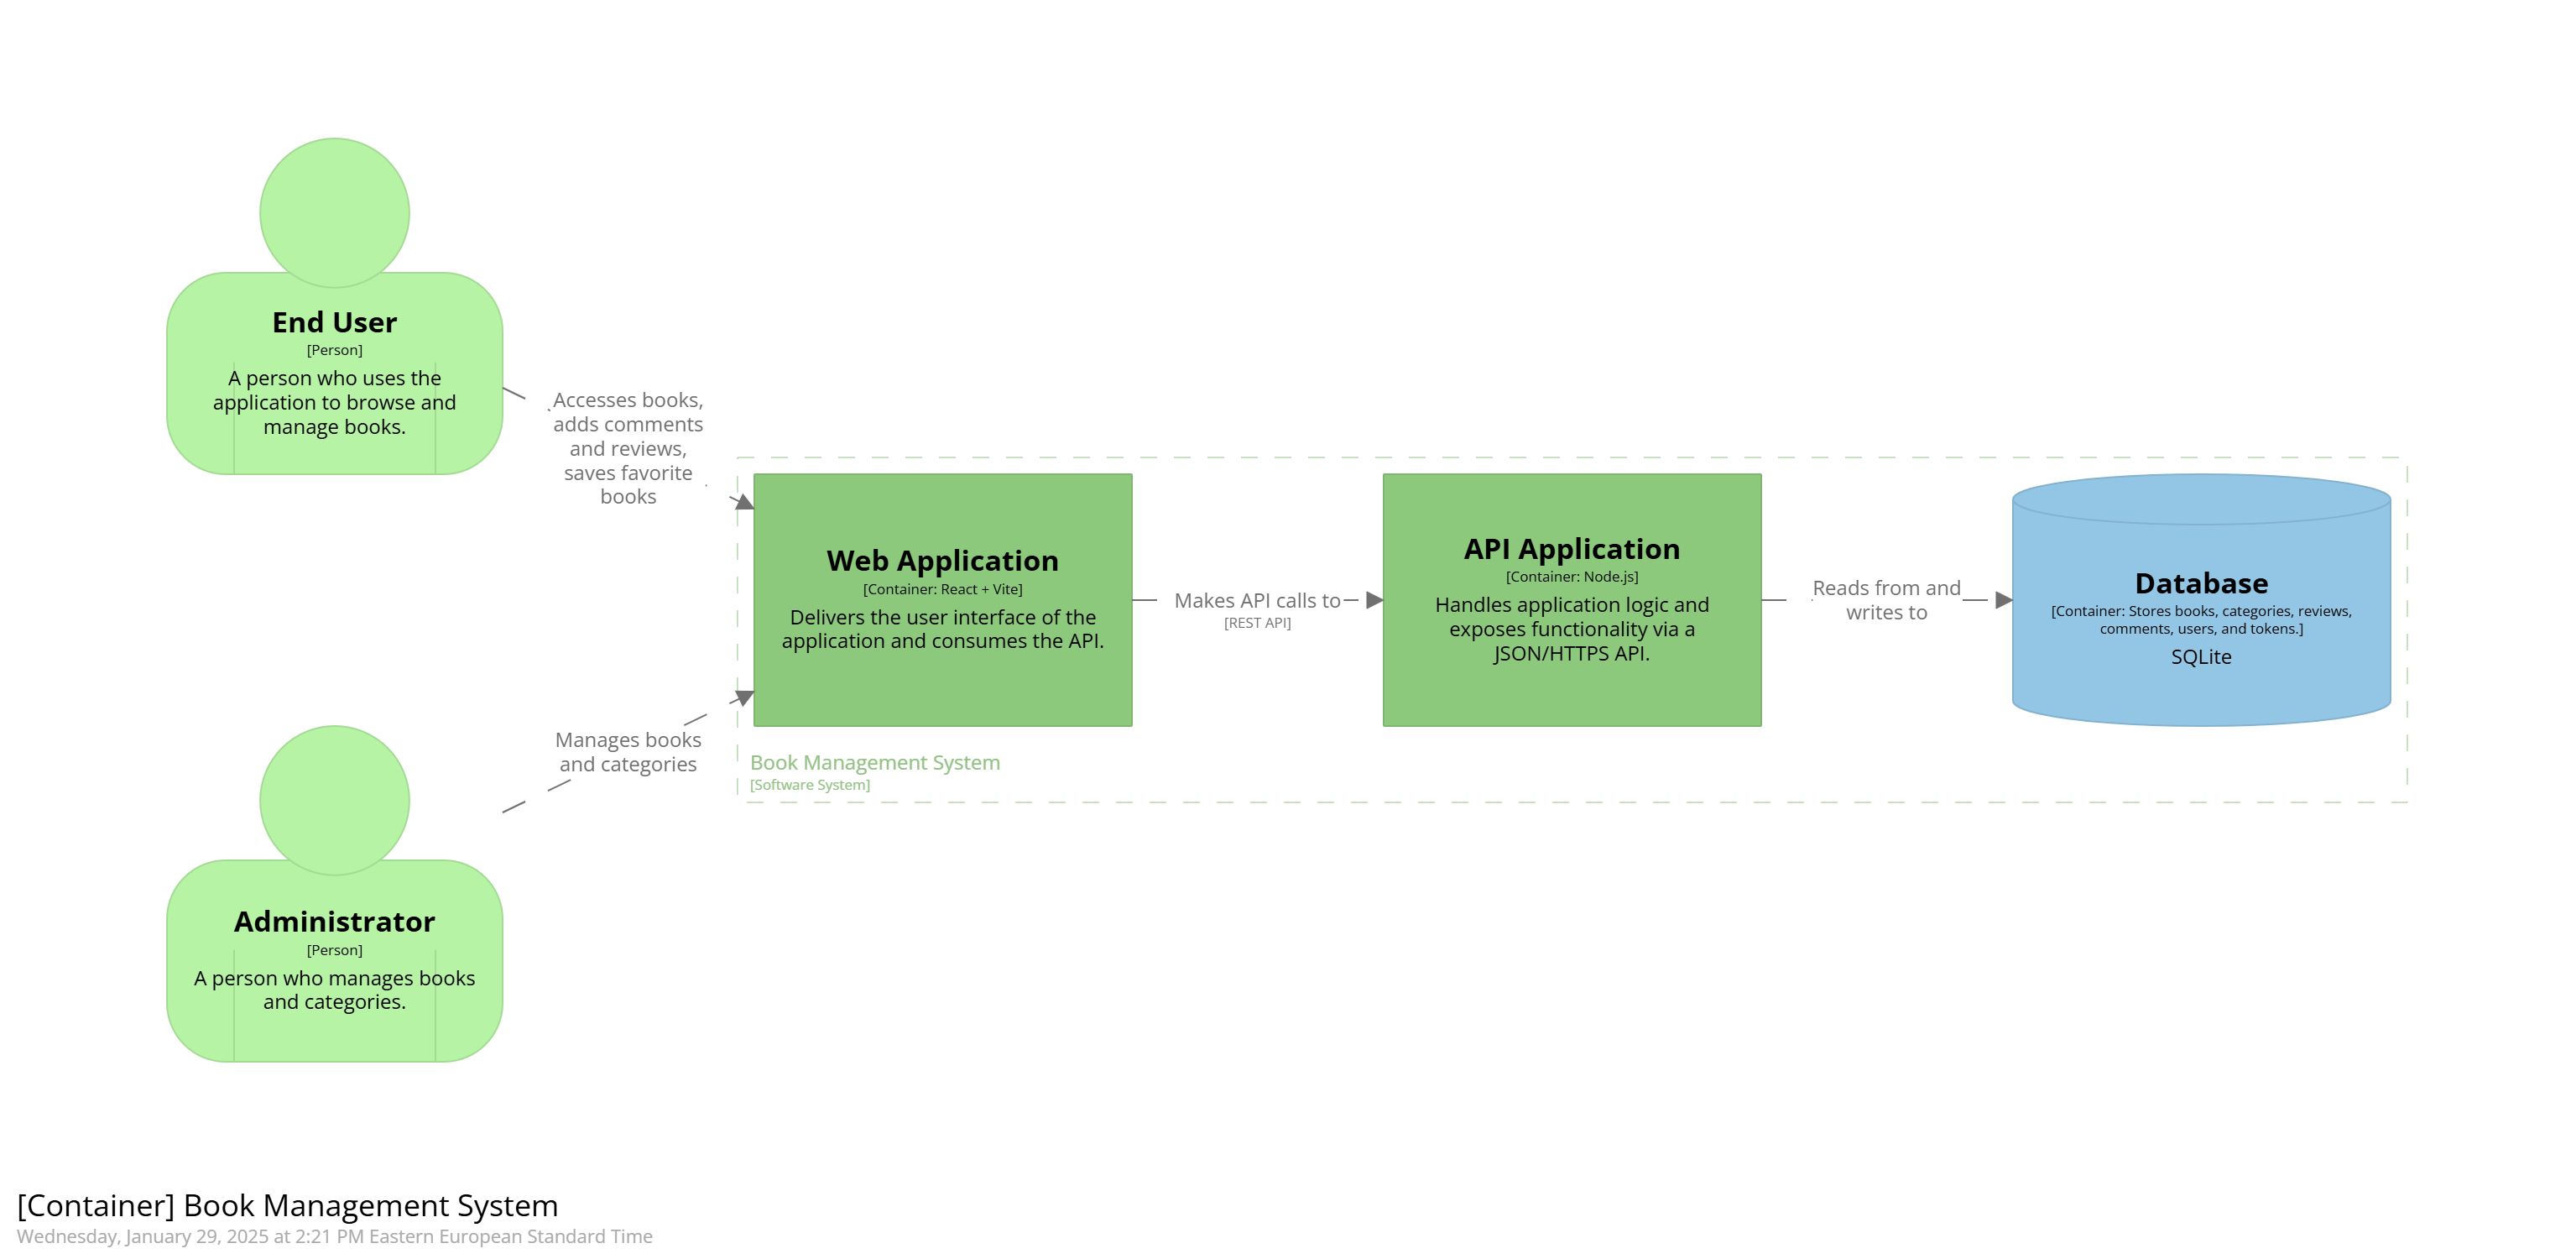 End User
[Person]
A person who uses the
application to browse and
manage books.
Accesses books,
adds comments
and reviews,
saves favorite
books
Web Application
[Container: React + Vite]
Delivers the user interface of the
application and consumes the API.
Makes API calls to
[REST API]
API Application
[Container: Node.js]
Handles application logic and
exposes functionality via a
JSON/HTTPS API.
Reads from and
writes to
Database
[Container: Stores books, categories, reviews,
comments, users, and tokens.]
SQLite
Manages books
and categories
Book Management System
[Software System]
Administrator
[Person]
A person who manages books
and categories.
[Container] Book Management System
Wednesday, January 29, 2025 at 2:21 PM Eastern European Standard Time